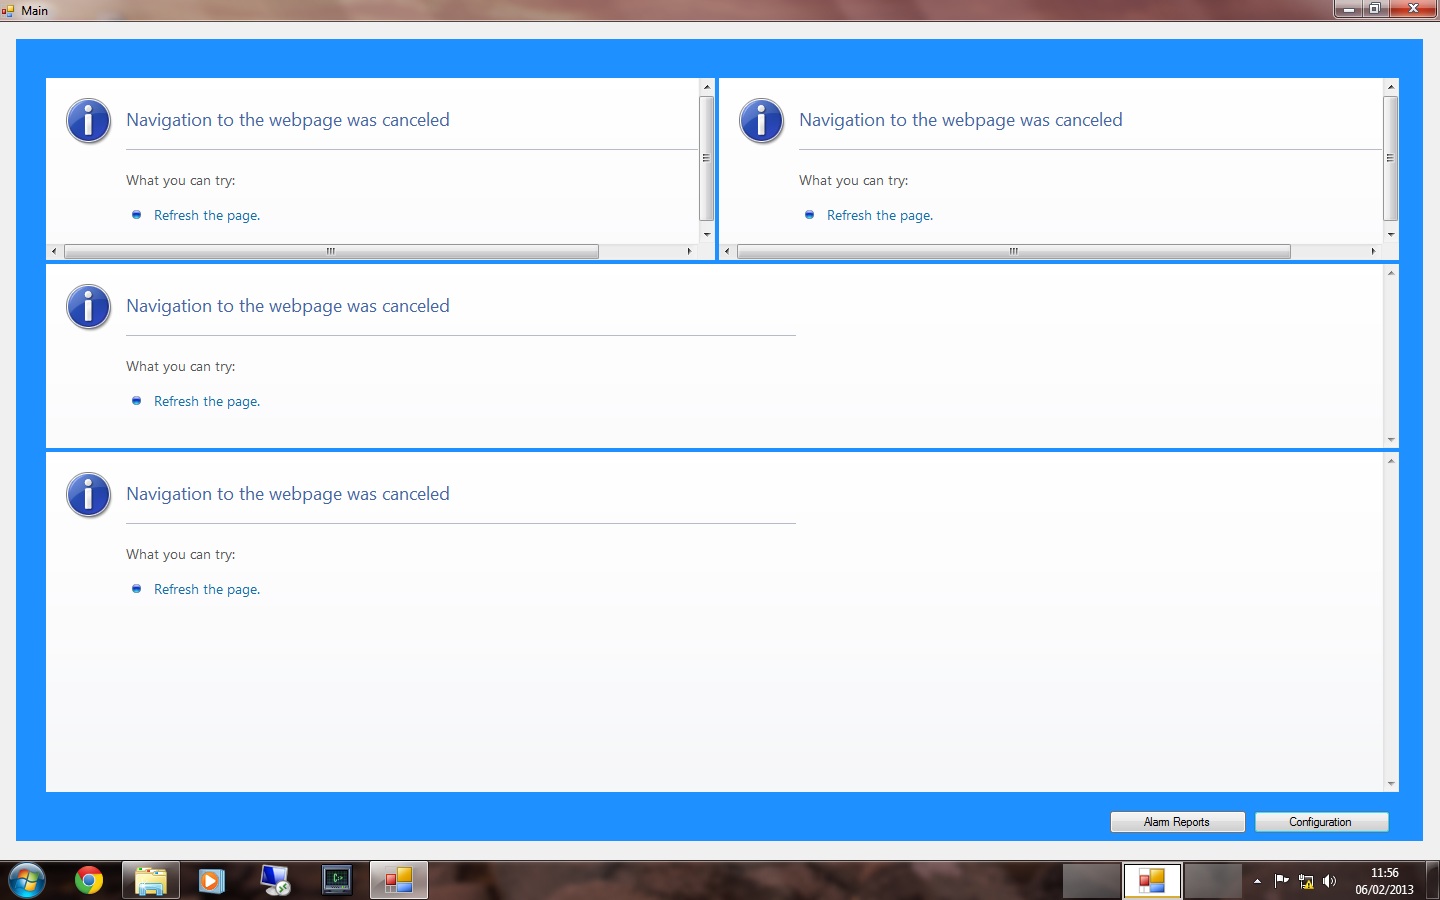 Main
Navigation to the webpage was canceled
What you can try:
Refresh the page.
Navigation to the webpage was canceled
What you can try:
Refresh the page.
Navigation to the webpage was canceled
What you can try:
Refresh the page.
Navigation to the webpage was canceled
What you can try:
Refresh the page.
Alarm Reports
Configuration
11:56
06/02/2013